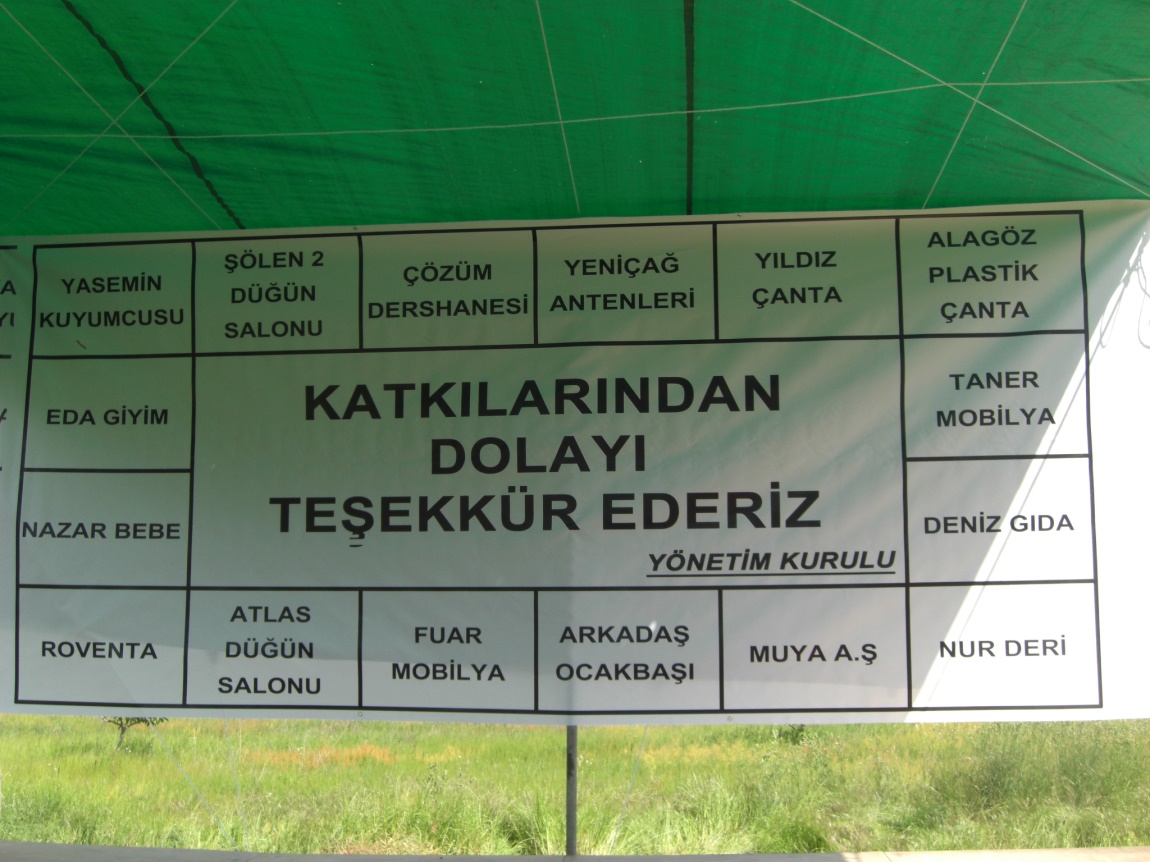 YASEMİN
KUYUMCUSU
ŞÖLEN 2
DÜĞÜN
SALONU
ÇÖZÜM
DERSHANESİ
YENİÇAĞ
ANTENLERİ
YILDIZ
ÇANTA
ALAGÖZ
PLASTİK
ÇANTA
EDA GİYİM
KATKILARINDAN
DOLAYI
TEŞEKKÜR EDERİZ
YÖNETİM KURULU
TANER
MOBİLYA
NAZAR BEBE
DENİZ GIDA
ROVENTA
ATLAS
DÜĞÜN
SALONU
FUAR
MOBİLYA
ARKADAŞ
OCAKBAŞI
MUYA A.Ş
NUR DERİ